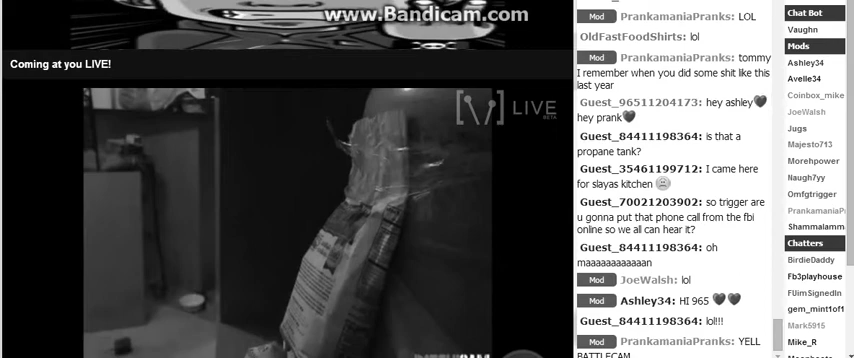 www.Bandicam.com
Coming at you LIVE!
LIVE
BETA
Mod PrankamaniaPranks: LOL
OldFastFoodShirts: lol
Mod PrankamaniaPranks: tommy
I remember when you did some shit like this
last year
Guest_96511204173: hey ashley🖤
hey prank🖤
Guest_84411198364: is that a
propane tank?
Guest_35461199712: I came here
for slayas kitchen
Guest_70021203902: so trigger are
u gonna put that phone call from the fbi
online so we all can hear it?
Guest_84411198364: oh
maaaaaaaaaaaan
Mod JoeWalsh: lol
Mod Ashley34: HI 965 🖤🖤
Guest_84411198364: lol!!!
Mod PrankamaniaPranks: YELL
BATTLECAM
Chat Bot
Vaughn
Mods
Ashley34
Avelle34
Coinbox_mike
JoeWalsh
Jugs
Majesto713
Morehpower
Naugh7yy
Omfgtrigger
PrankamaniaP
Shammalamm
Chatters
BirdieDaddy
Fb3playhouse
FUimSignedIn
gem_mint1of1
Mark5915
Mike_R